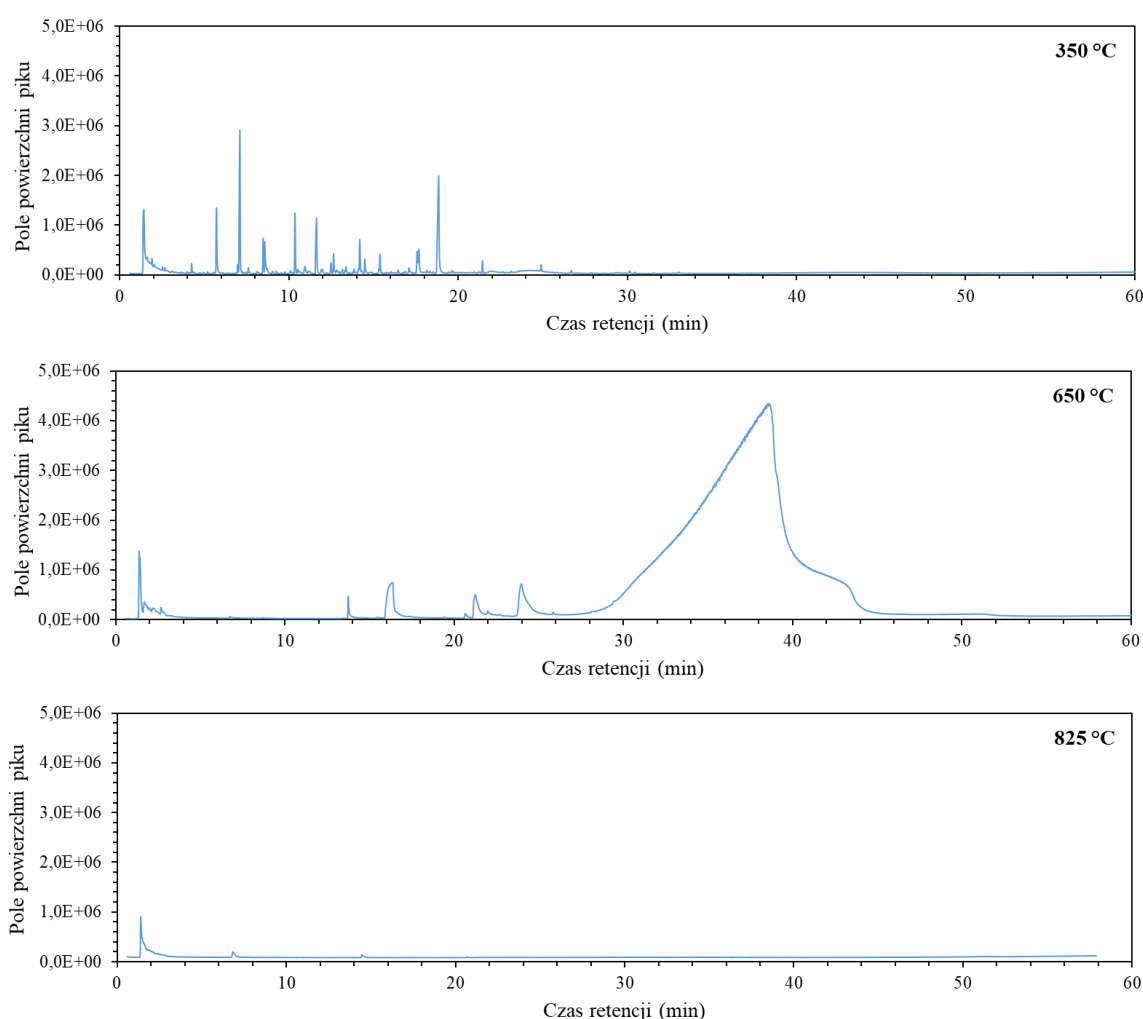 5,0E+06
350 °C
4,0E+06
3,0E+06
2,0E+06
1,0E+06
0,0E+00
Pole powierzchni piku
0 10 20 30 40 50 60
Czas retencji (min)
5,0E+06
650 °C
4,0E+06
3,0E+06
2,0E+06
1,0E+06
0,0E+00
Pole powierzchni piku
0 10 20 30 40 50 60
Czas retencji (min)
5,0E+06
825 °C
4,0E+06
3,0E+06
2,0E+06
1,0E+06
0,0E+00
Pole powierzchni piku
0 10 20 30 40 50 60
Czas retencji (min)